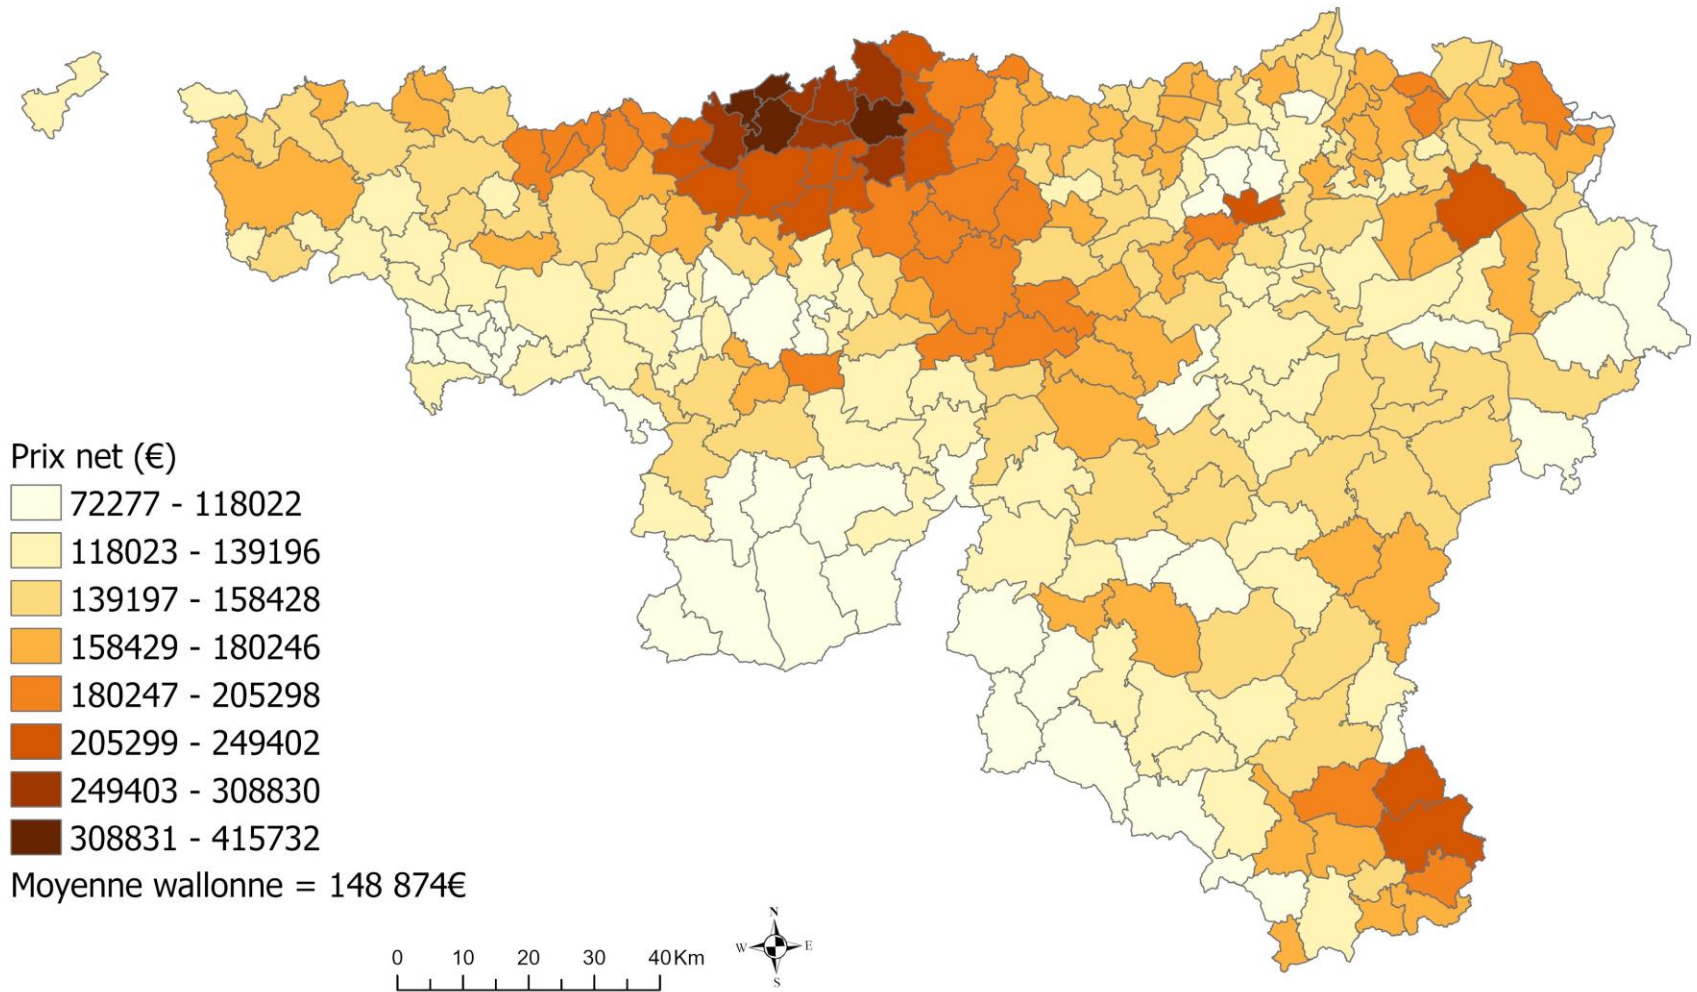 Prix net (€)
72277 - 118022
118023 - 139196
139197 - 158428
158429 - 180246
180247 - 205298
205299 - 249402
249403 - 308830
308831 - 415732
Moyenne wallonne = 148 874€
0 10 20 30 40Km
N
W E
S